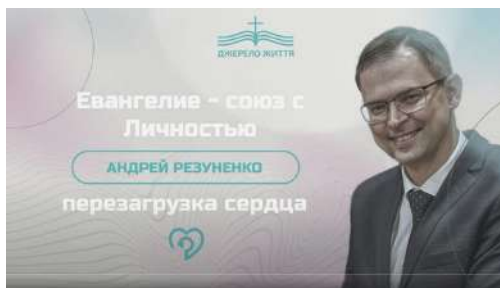 ДЖЕРЕЛО ЖИТТЯ
Евангелие - союз с
Личностью
АНДРЕЙ РЕЗУНЕНКО
перезагрузка сердца